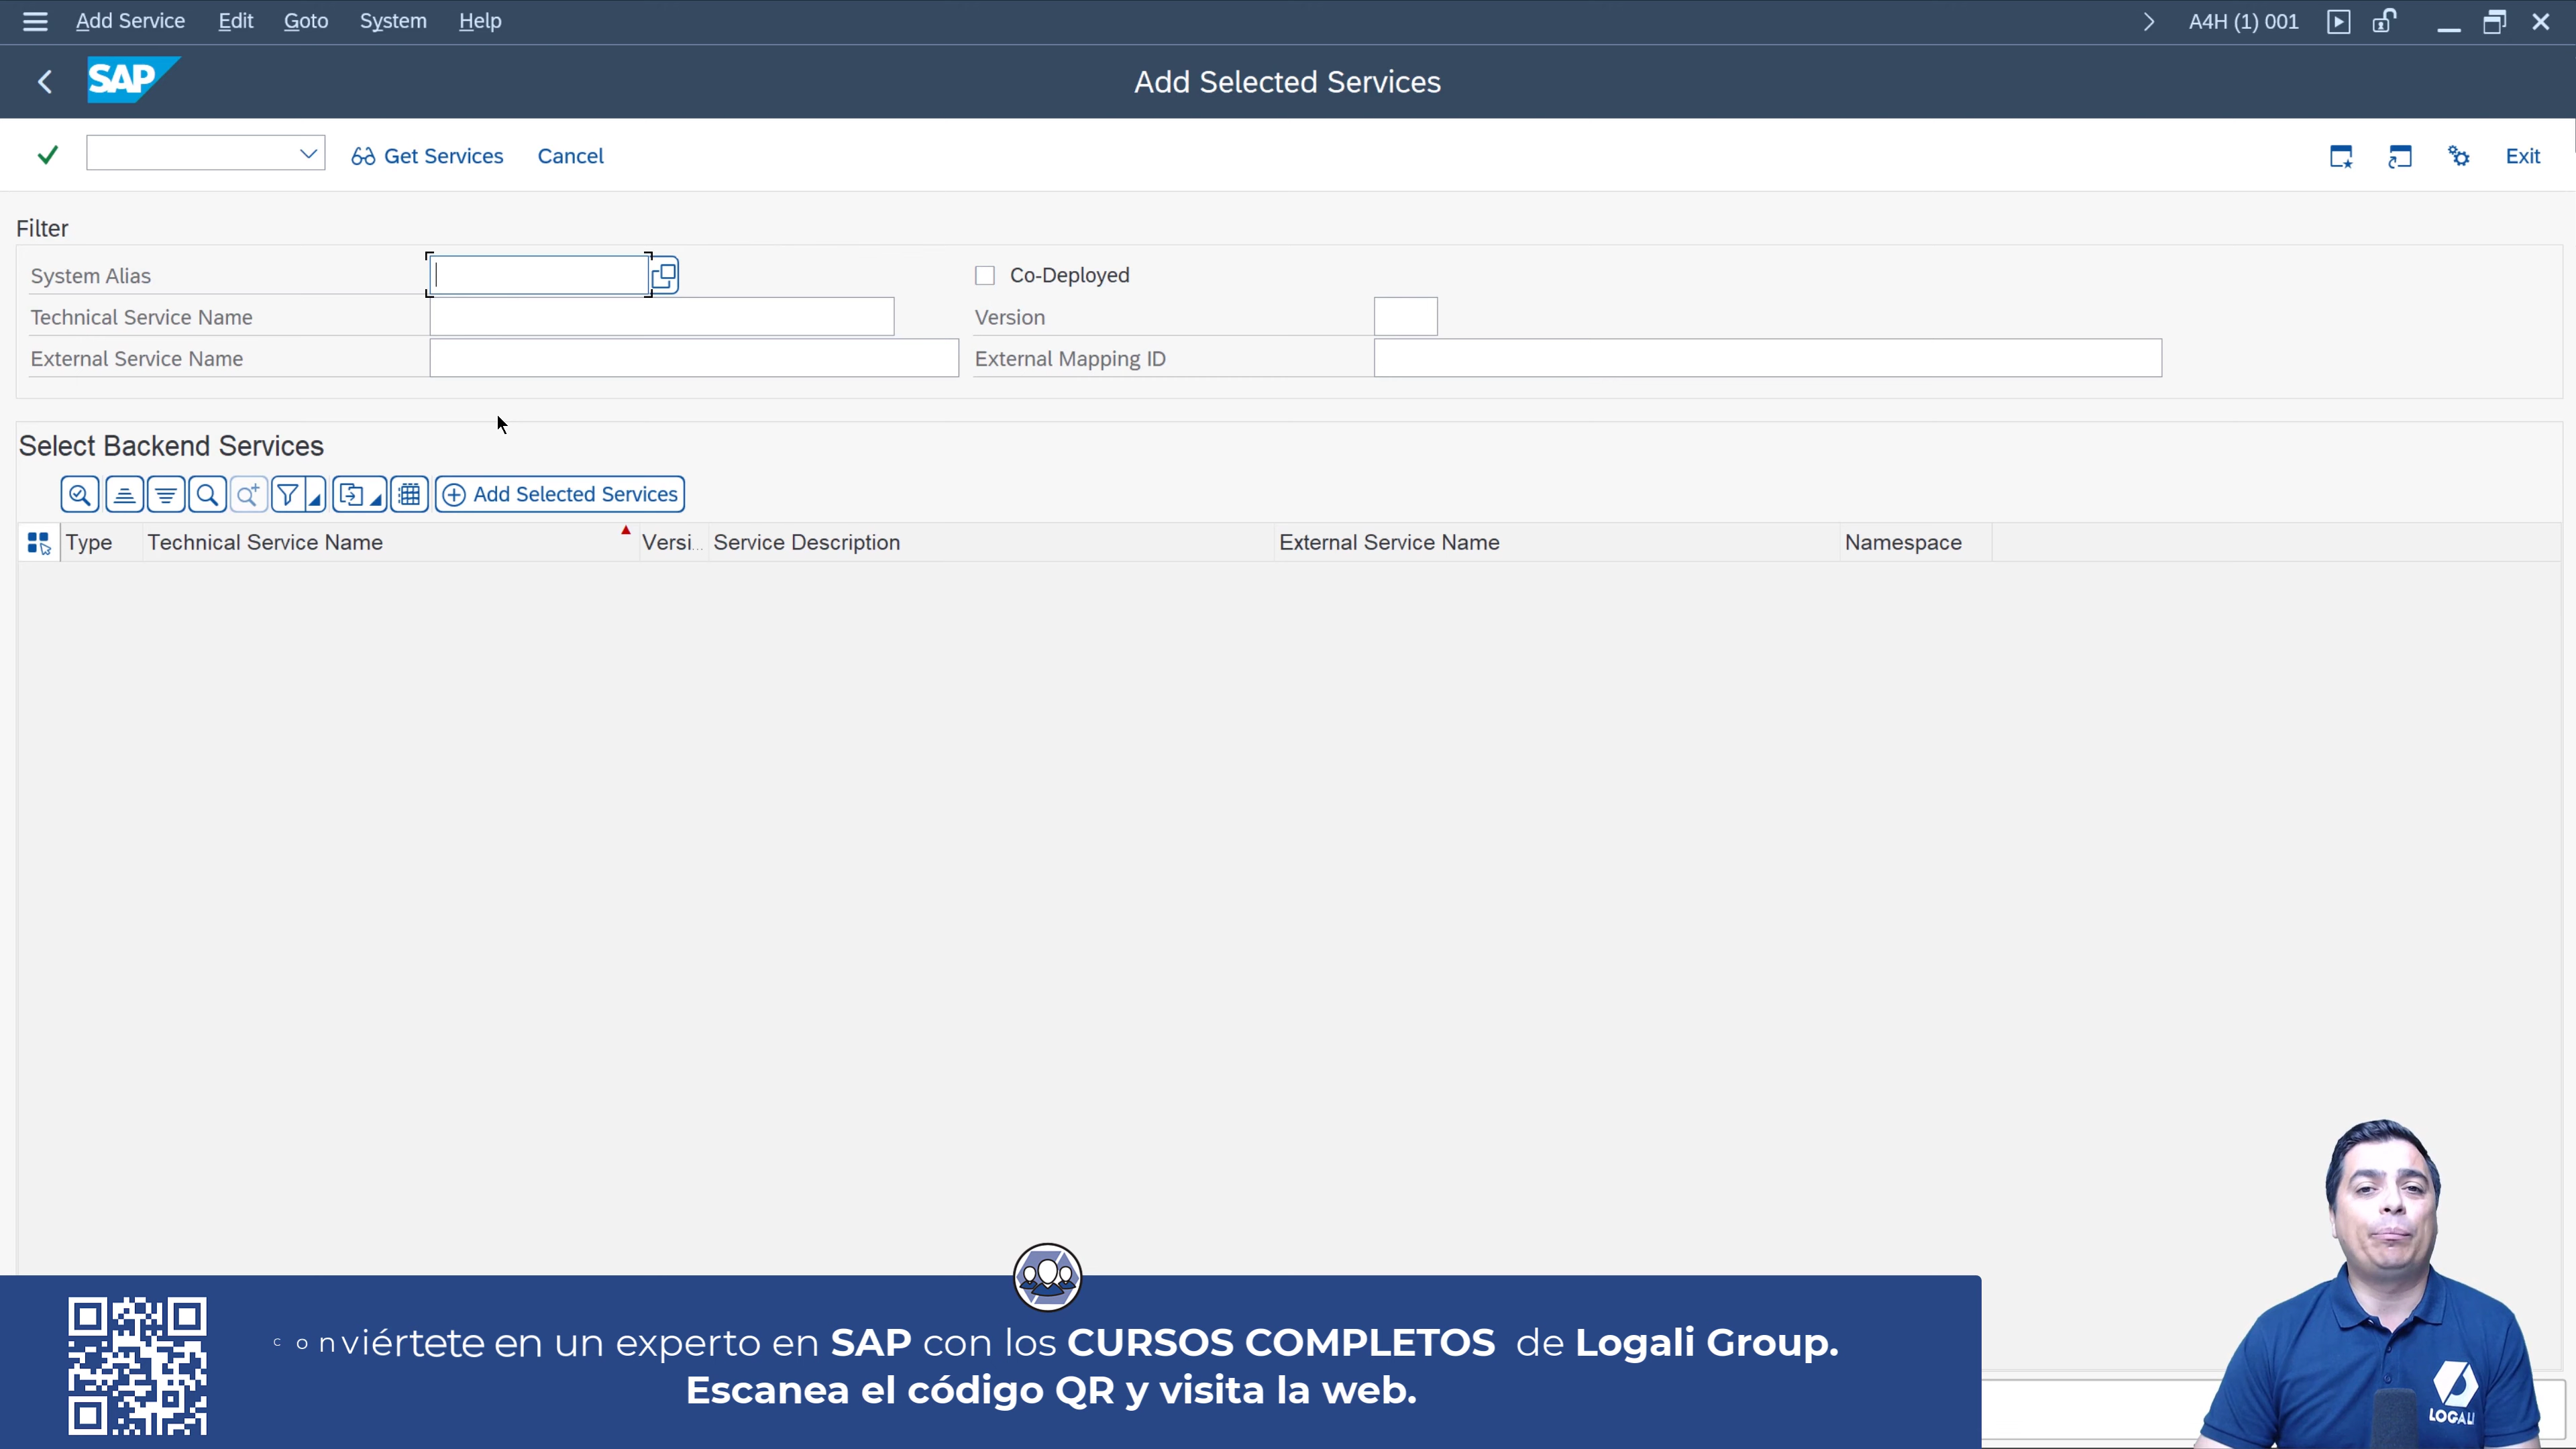 Add Service Edit Goto System Help A4H (1) 001
SAP Add Selected Services
Get Services Cancel Exit
Filter
System Alias Co-Deployed
Technical Service Name Version
External Service Name External Mapping ID
Select Backend Services
Add Selected Services
Type Technical Service Name Versi... Service Description External Service Name Namespace
conviértete en un experto en SAP con los CURSOS COMPLETOS de Logali Group.
Escanea el código QR y visita la web.
LOGALI